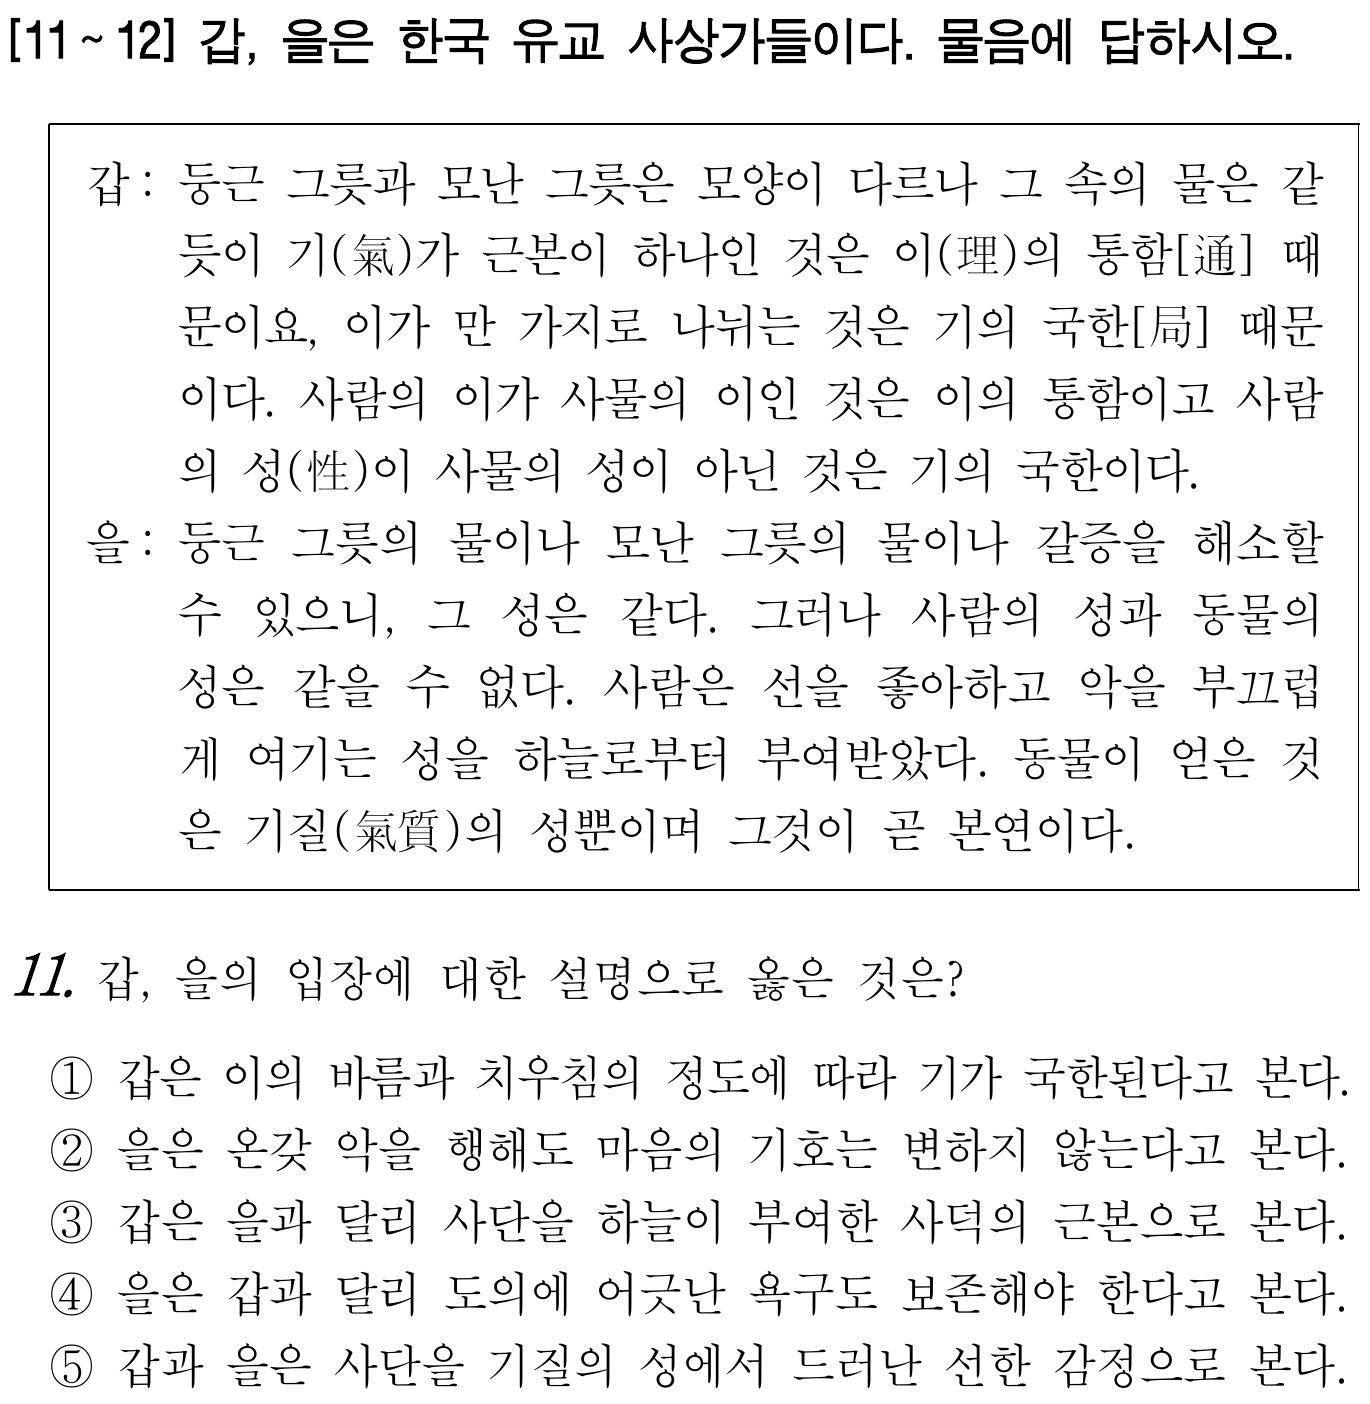 [11~12] 갑, 을은 한국 유교 사상가들이다. 물음에 답하시오.
갑: 둥근 그릇과 모난 그릇은 모양이 다르나 그 속의 물은 같
듯이 기(氣)가 근본이 하나인 것은 이(理)의 통함[通] 때
문이요, 이가 만 가지로 나뉘는 것은 기의 국한[局] 때문
이다. 사람의 이가 사물의 이인 것은 이의 통함이고 사람
의 성(性)이 사물의 성이 아닌 것은 기의 국한이다.
을: 둥근 그릇의 물이나 모난 그릇의 물이나 갈증을 해소할
수 있으니, 그 성은 같다. 그러나 사람의 성과 동물의
성은 같을 수 없다. 사람은 선을 좋아하고 악을 부끄럽
게 여기는 성을 하늘로부터 부여받았다. 동물이 얻은 것
은 기질(氣質)의 성뿐이며 그것이 곧 본연이다.
11. 갑, 을의 입장에 대한 설명으로 옳은 것은?
① 갑은 이의 바름과 치우침의 정도에 따라 기가 국한된다고 본다.
② 을은 온갖 악을 행해도 마음의 기호는 변하지 않는다고 본다.
③ 갑은 을과 달리 사단을 하늘이 부여한 사덕의 근본으로 본다.
④ 을은 갑과 달리 도의에 어긋난 욕구도 보존해야 한다고 본다.
⑤ 갑과 을은 사단을 기질의 성에서 드러난 선한 감정으로 본다.